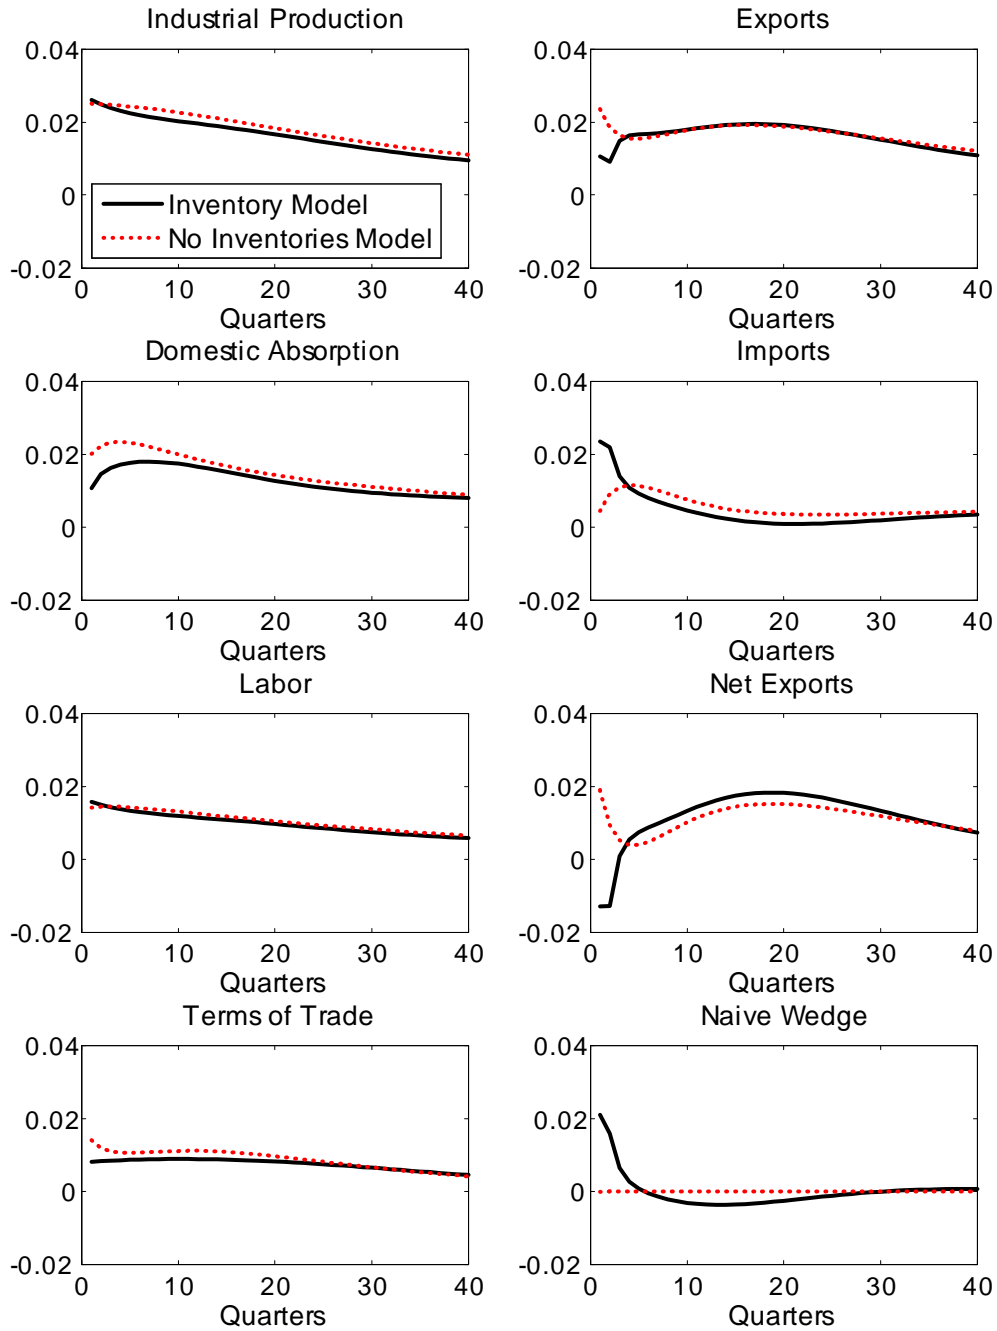 Industrial Production
0.04
0.02
0
-0.02
Inventory Model
No Inventories Model
0 10 20 30 40
Quarters
Exports
0.04
0.02
0
-0.02
0 10 20 30 40
Quarters
Domestic Absorption
0.04
0.02
0
-0.02
0 10 20 30 40
Quarters
Imports
0.04
0.02
0
-0.02
0 10 20 30 40
Quarters
Labor
0.04
0.02
0
-0.02
0 10 20 30 40
Quarters
Net Exports
0.04
0.02
0
-0.02
0 10 20 30 40
Quarters
Terms of Trade
0.04
0.02
0
-0.02
0 10 20 30 40
Quarters
Naive Wedge
0.04
0.02
0
-0.02
0 10 20 30 40
Quarters